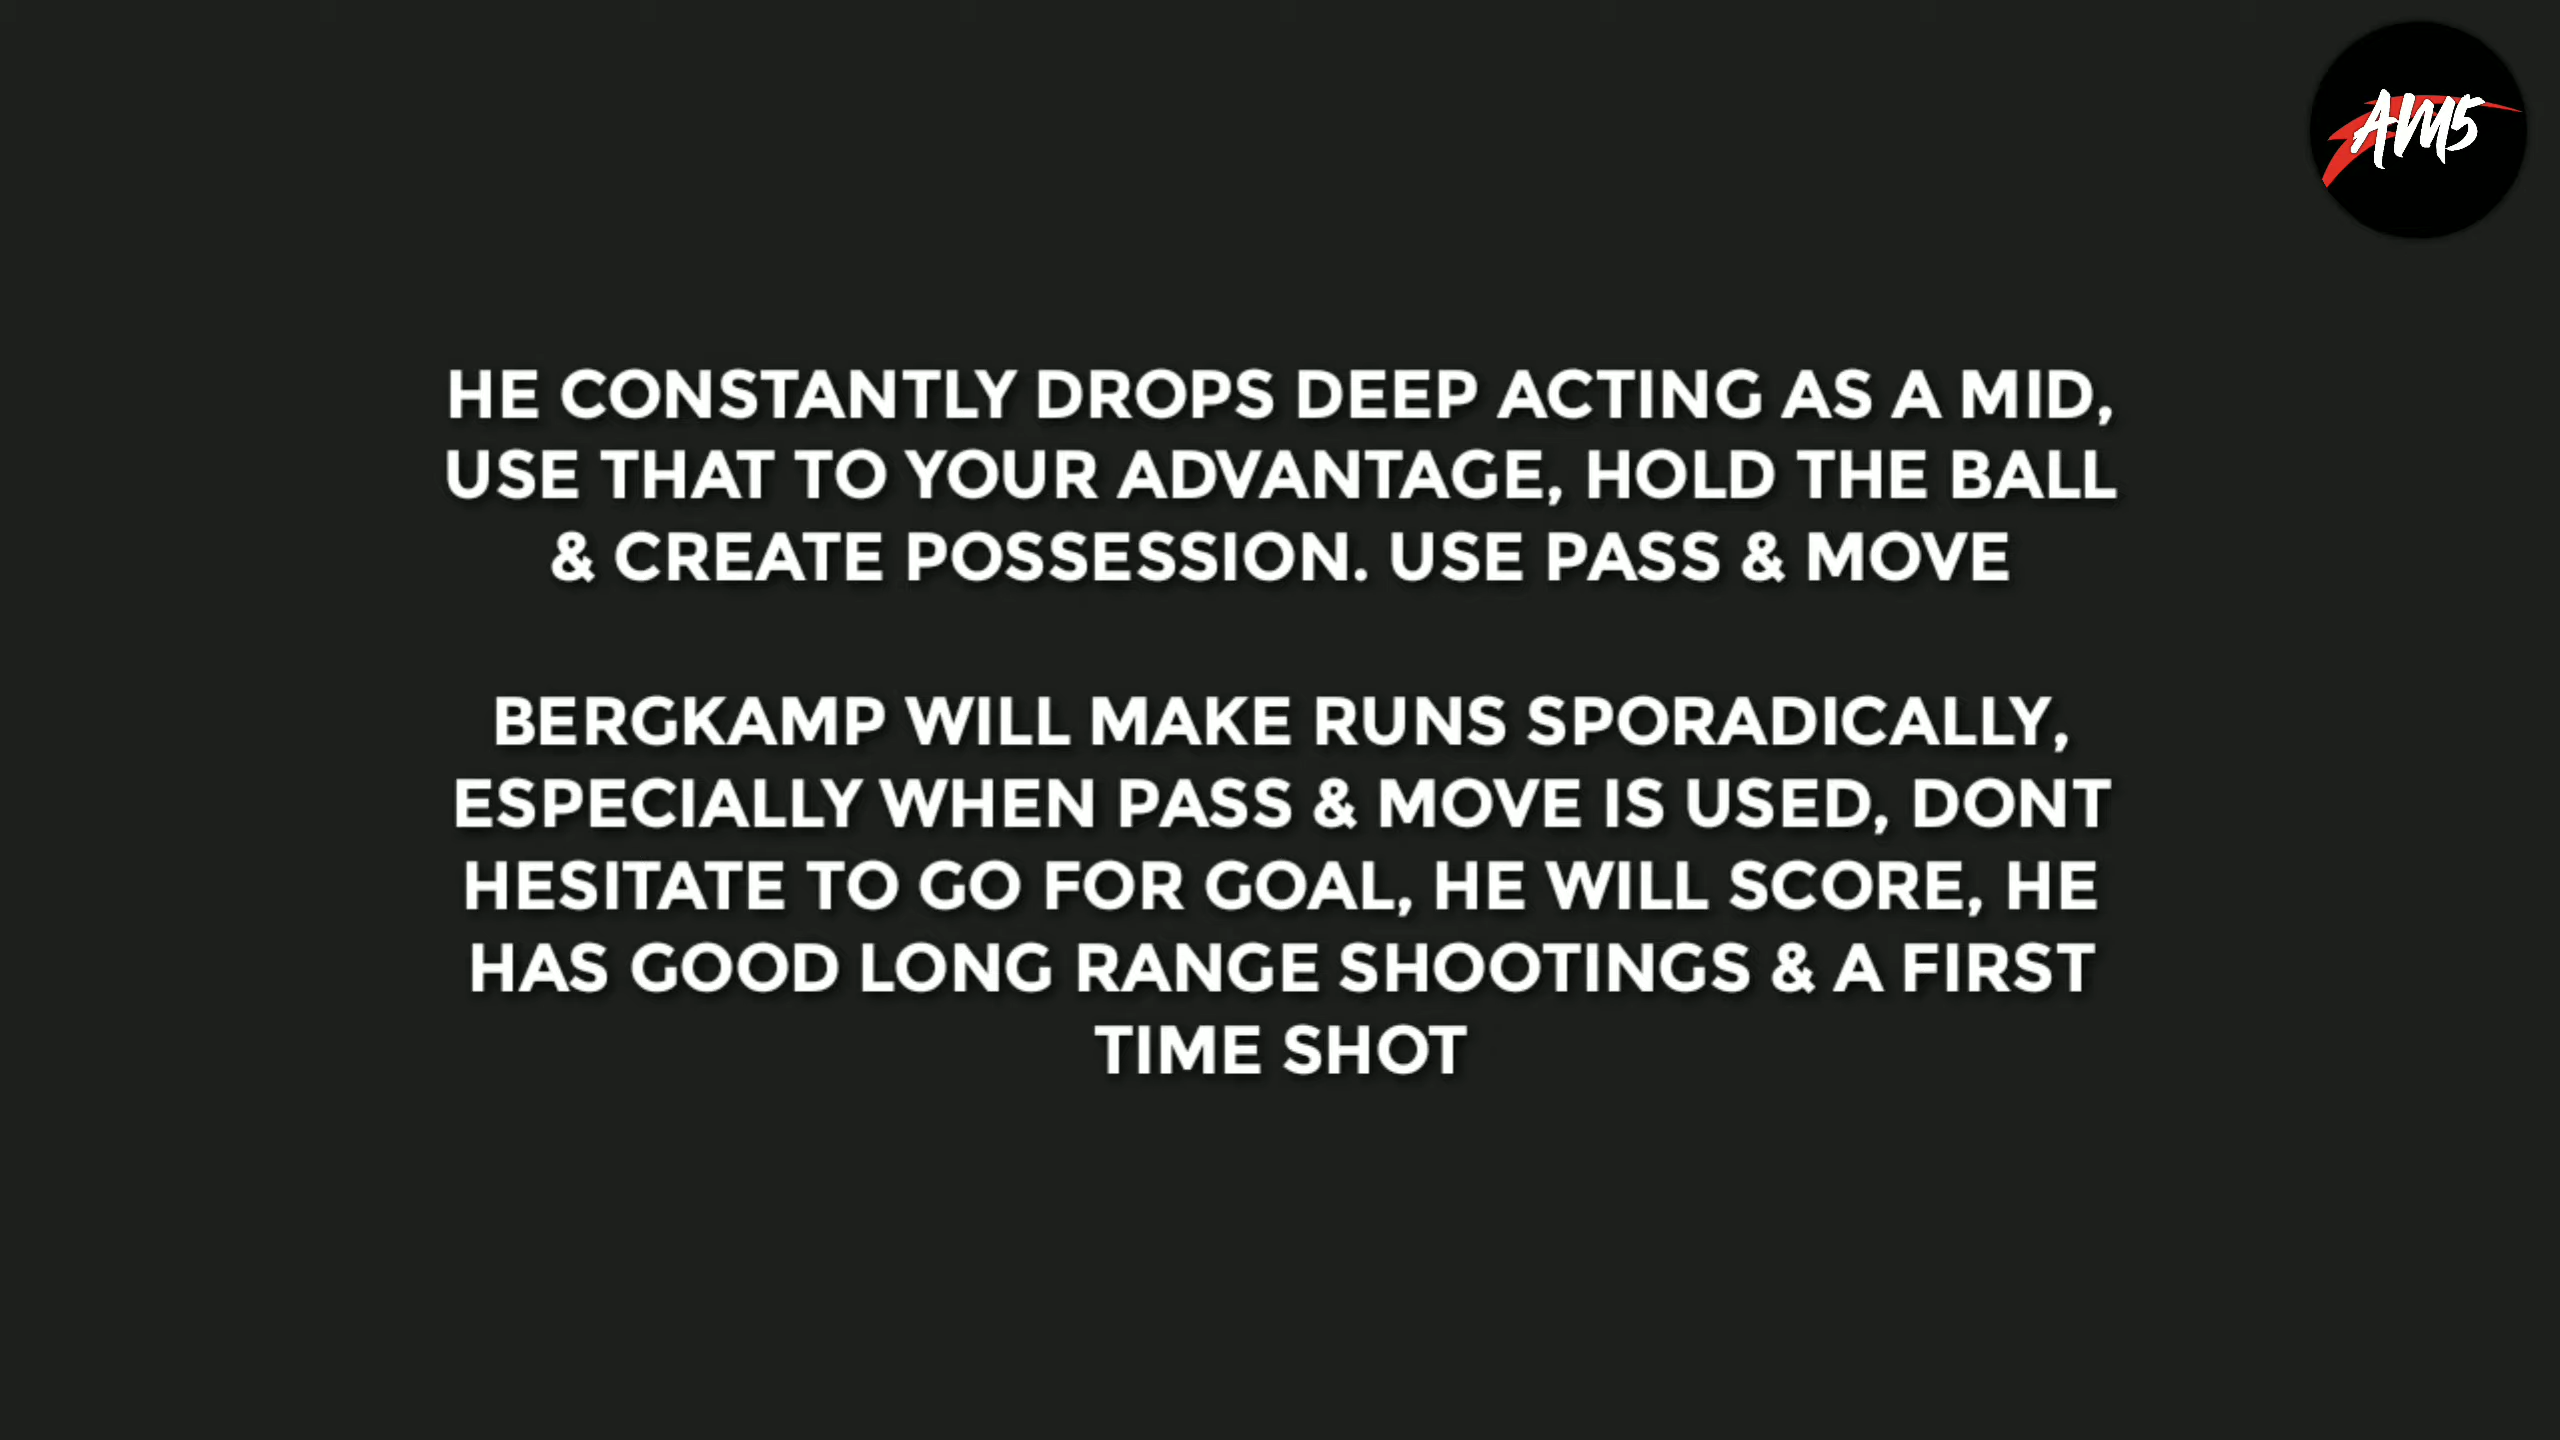 AM5
HE CONSTANTLY DROPS DEEP ACTING AS A MID,
USE THAT TO YOUR ADVANTAGE, HOLD THE BALL
& CREATE POSSESSION. USE PASS & MOVE
BERGKAMP WILL MAKE RUNS SPORADICALLY,
ESPECIALLY WHEN PASS & MOVE IS USED, DONT
HESITATE TO GO FOR GOAL, HE WILL SCORE, HE
HAS GOOD LONG RANGE SHOOTINGS & A FIRST
TIME SHOT